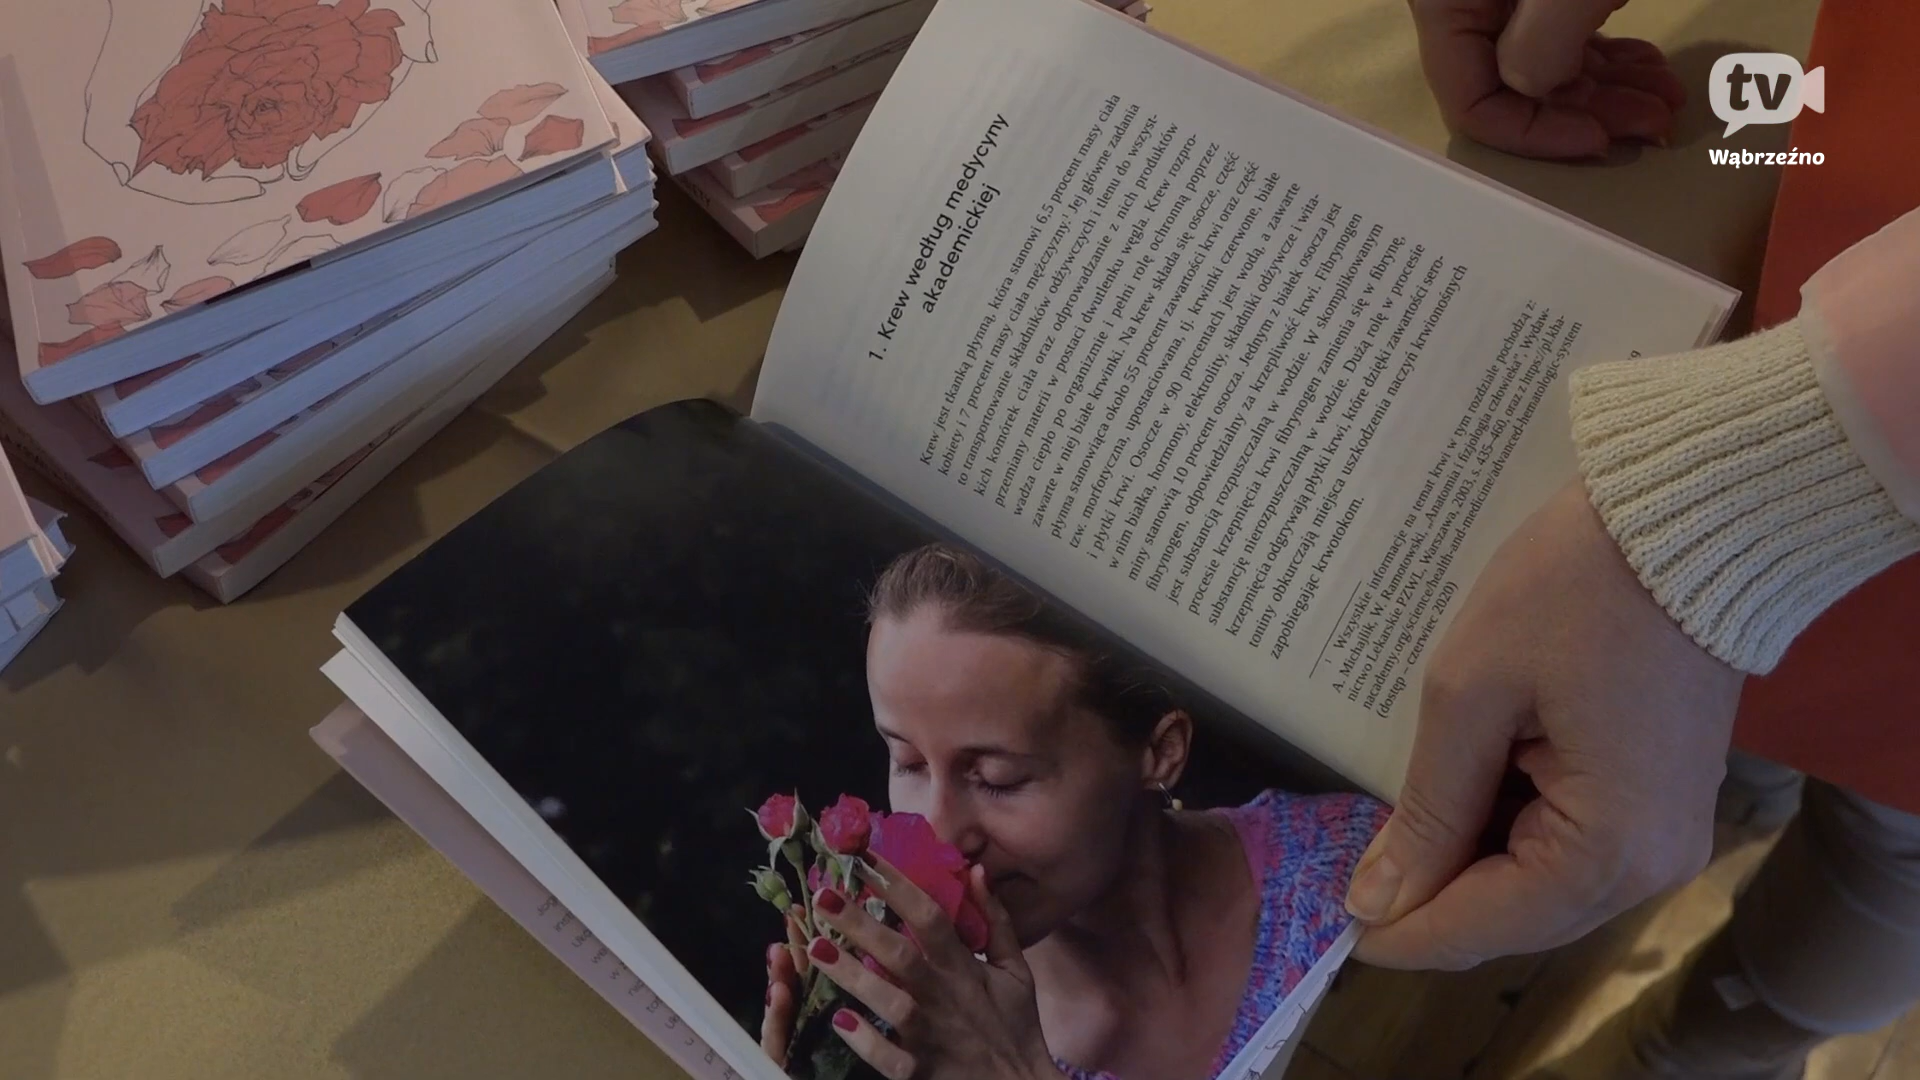 tv
Wąbrzeźno
1. Krew według medycyny
akademickiej
Krew jest tkanką płynną, która stanowi 6,5 procent masy ciała
kobiety i 7 procent masy ciała mężczyzny.¹ Jej główne zadania
to transportowanie składników odżywczych i tlenu do wszyst-
kich komórek ciała oraz odprowadzanie z nich produktów
przemiany materii w postaci dwutlenku węgla. Krew rozpro-
wadza ciepło po organizmie i pełni rolę ochronną poprzez
zawarte w niej białe krwinki. Na krew składa się osocze, część
płynna stanowiąca około 55 procent zawartości krwi oraz część
tzw. morfotyczna, upostaciowana, tj. krwinki czerwone, białe
i płytki krwi. Osocze w 90 procentach jest wodą, a zawarte
w nim białka, hormony, elektrolity, składniki odżywcze i wita-
miny stanowią 10 procent osocza. Jednym z białek osocza jest
fibrynogen, odpowiedzialny za krzepliwość krwi. Fibrynogen
jest substancją rozpuszczalną w wodzie. W skomplikowanym
procesie krzepnięcia krwi fibrynogen zamienia się w fibrynę,
substancję nierozpuszczalną w wodzie. Dużą rolę w procesie
krzepnięcia odgrywają płytki krwi, które dzięki zawartości sero-
toniny obkurczają miejsca uszkodzenia naczyń krwionośnych
zapobiegając krwotokom.
¹ Wszystkie informacje na temat krwi w tym rozdziale pochodzą z:
A. Michajlik, W. Ramotowski, „Anatomia i fizjologia człowieka", Wydaw-
nictwo Lekarskie PZWL, Warszawa, 2003, s. 435-460, oraz z https://pl.kha-
nacademy.org/science/health-and-medicine/advanced-hematologic-system
(dostęp – czerwiec 2020)
9